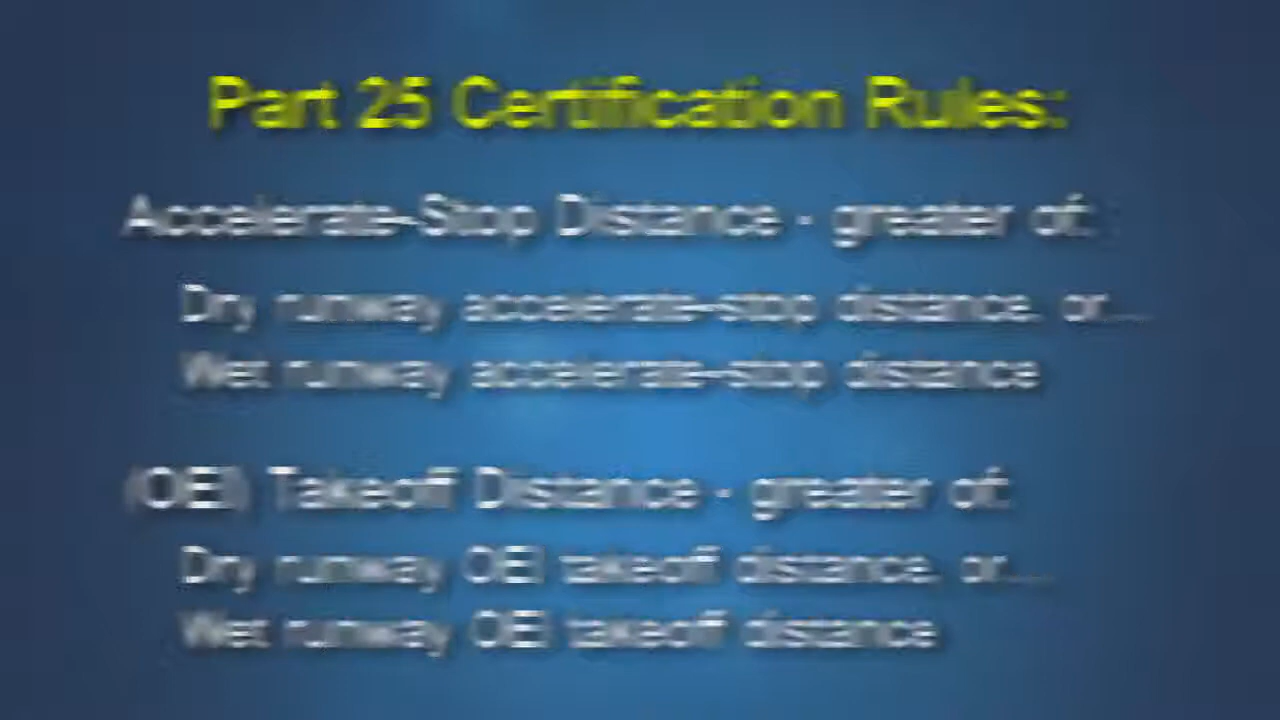 Part 25 Certification Rules:
Accelerate-Stop Distance - greater of:
Dry runway accelerate-stop distance, or....
Wet runway accelerate-stop distance
(OEI) Takeoff Distance - greater of:
Dry runway OEI takeoff distance, or....
Wet runway OEI takeoff distance